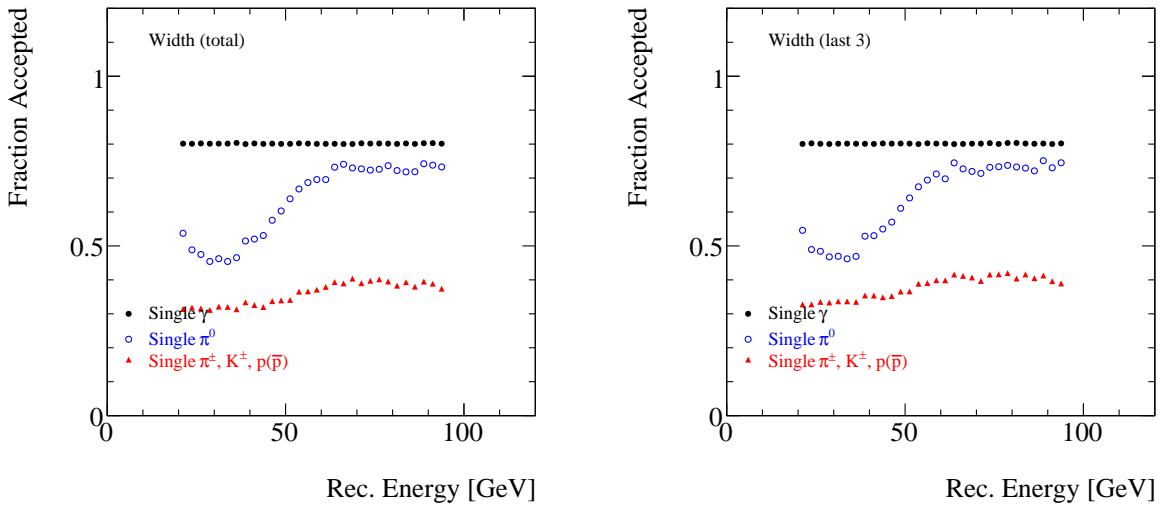 Fraction Accepted
Width (total)
1
0.5
0
Single γ
Single π⁰
Single π±, K±, p(p̅)
0
50
100
Rec. Energy [GeV]
Fraction Accepted
Width (last 3)
1
0.5
0
Single γ
Single π⁰
Single π±, K±, p(p̅)
0
50
100
Rec. Energy [GeV]